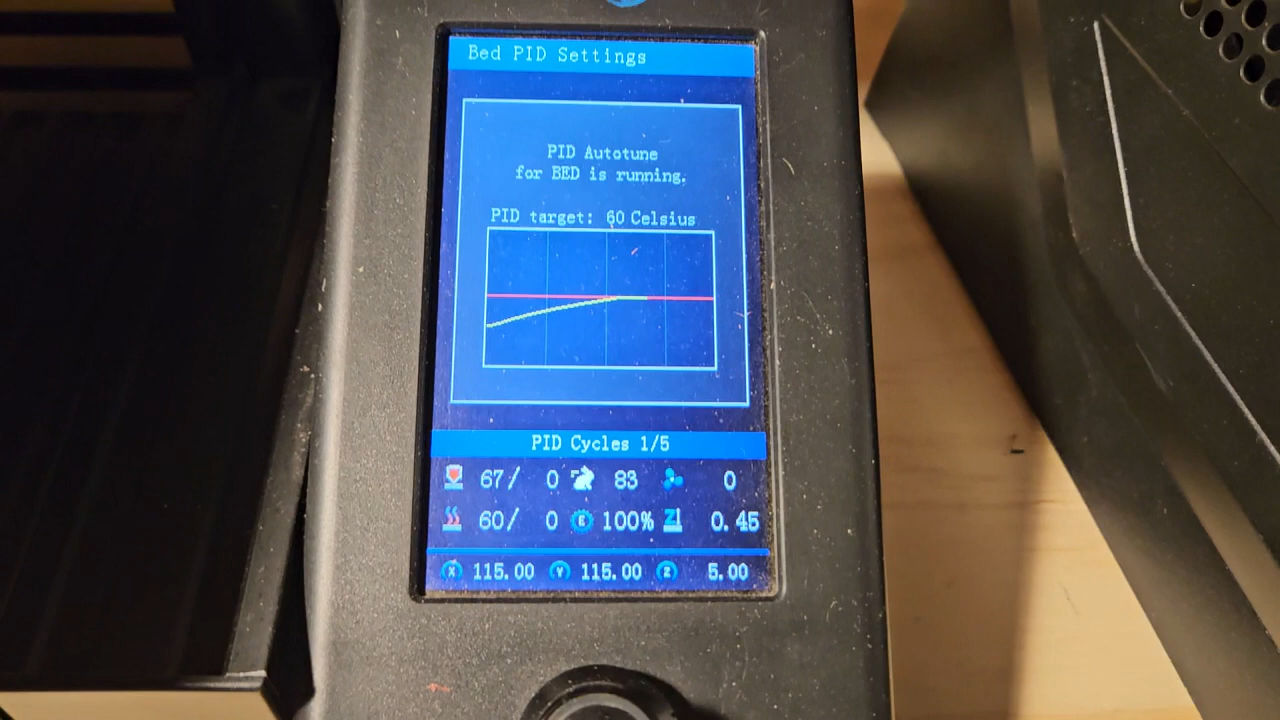 Bed PID Settings
PID Autotune
for BED is running.
PID target: 60 Celsius
PID Cycles 1/5
67/ 0 83 0
60/ 0 E 100% Z 0.45
X 115.00 Y 115.00 Z 5.00